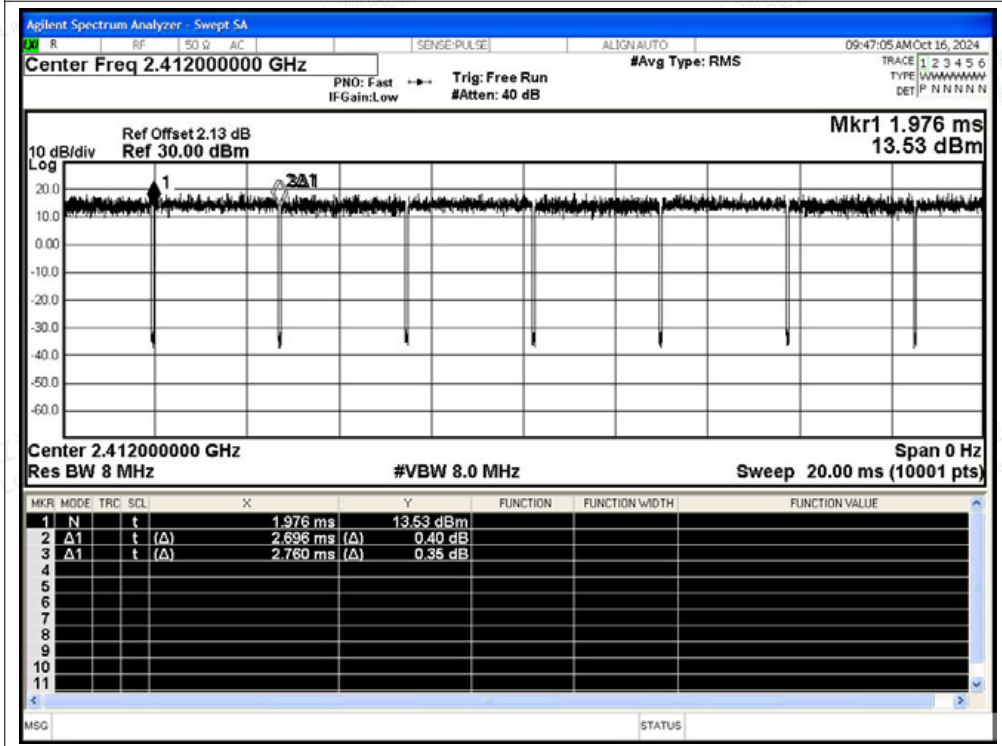 Agilent Spectrum Analyzer - Swept SA
R RF 50 Ω AC SENSE:PULSE ALIGN AUTO 09:47:05 AM Oct 16, 2024
Center Freq 2.412000000 GHz #Avg Type: RMS TRACE 1 2 3 4 5 6
PNO: Fast Trig: Free Run TYPE WWWWWW
IFGain:Low #Atten: 40 dB DET P N N N N N
Mkr1 1.976 ms
Ref Offset 2.13 dB
10 dB/div Ref 30.00 dBm 13.53 dBm
Log
20.0
10.0
0.00
-10.0
-20.0
-30.0
-40.0
-50.0
-60.0
1
Center 2.412000000 GHz Span 0 Hz
Res BW 8 MHz #VBW 8.0 MHz Sweep 20.00 ms (10001 pts)
MKR MODE TRC SCL X Y FUNCTION FUNCTION WIDTH FUNCTION VALUE
1 N t 1.976 ms 13.53 dBm
2 Δ1 t (Δ) 2.696 ms (Δ) 0.40 dB
3 Δ1 t (Δ) 2.760 ms (Δ) 0.35 dB
4
5
6
7
8
9
10
11
MSG STATUS